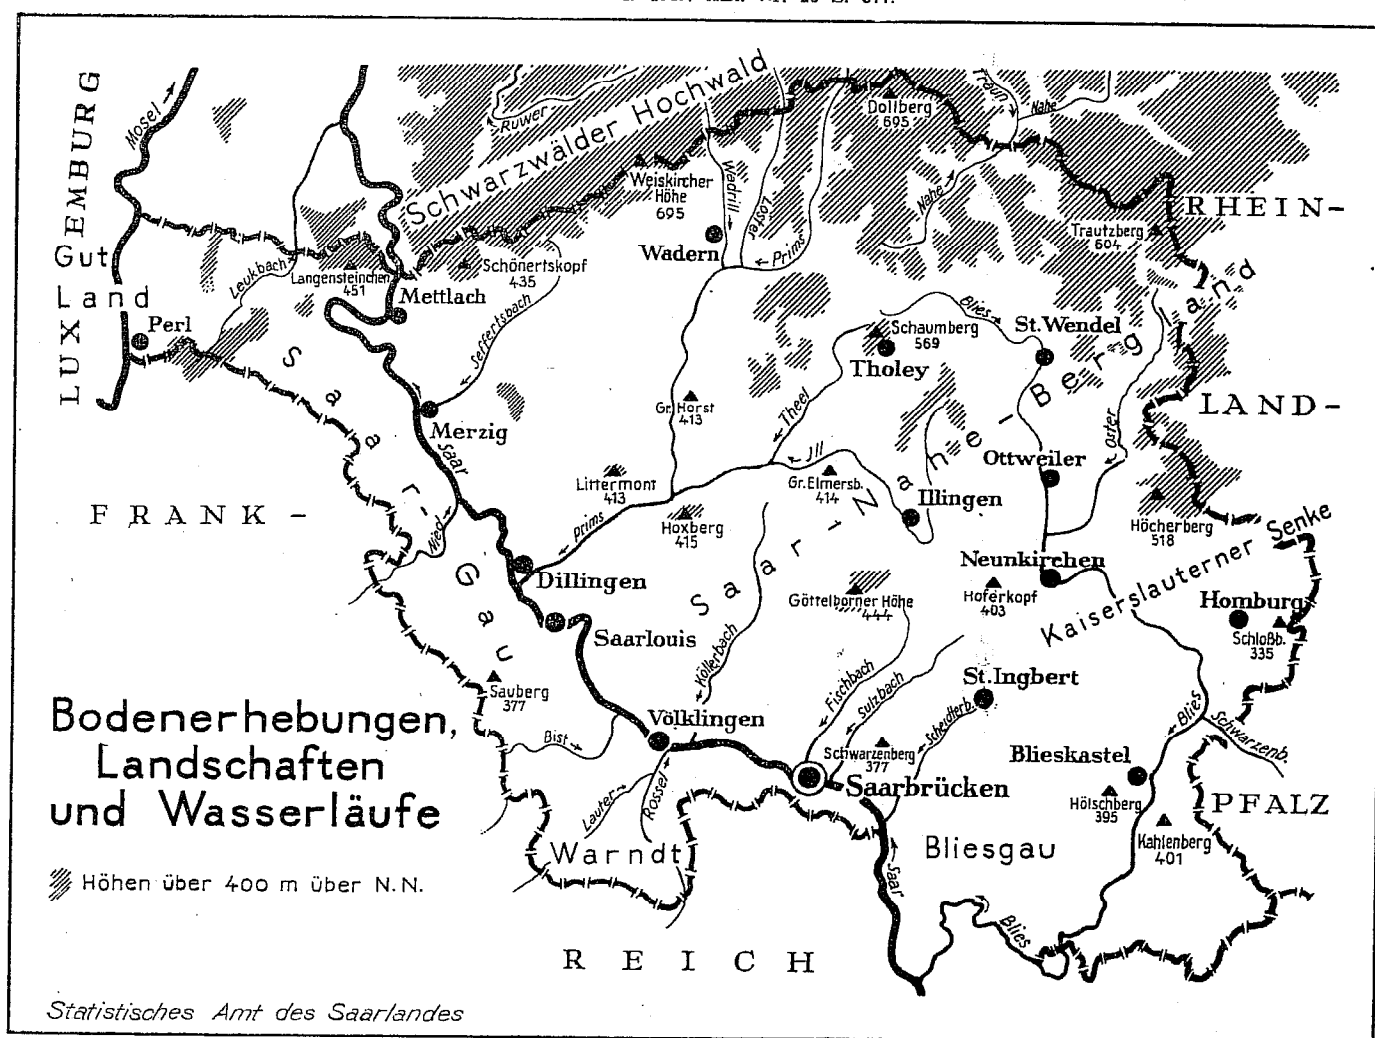 LUXEMBURG
Mosel
Ruwer
Schwarzwälder Hochwald
Dollberg
695
Traun
Nahe
Weiskircher
Höhe
695
Wadrill
Löster
Prims
Nahe
RHEIN-
Trautzberg
604
Wadern
Gut
Land
Leukbach
Langensteinchen
451
Schönertskopf
435
Mettlach
Perl
Seffertsbach
Schaumberg
569
Tholey
Blies
St.Wendel
Saar-Nahe-Bergland
LAND-
Gr. Horst
413
Theel
Oster
Merzig
Saar
Saar-Gau
Ottweiler
Littermont
413
Jll
Gr. Elmersb.
414
Illingen
FRANK-
Nied
Prims
Hoxberg
415
Höcherberg
518
Kaiserslauterner Senke
Dillingen
Neunkirchen
Göttelborner Höhe
444
Hoferkopf
403
Homburg
Schloßb.
335
Saarlouis
Köllerbach
Fischbach
Sulzbach
St.Ingbert
Scheidterb.
Sauberg
377
Bodenerhebungen,
Landschaften
und Wasserläufe
Völklingen
Bist
Schwarzenberg
377
Blies
Schwarzenb.
Blieskastel
Saarbrücken
Hölschberg
395
PFALZ
Lauter
Rossel
Kahlenberg
401
Warndt
Bliesgau
Höhen über 400 m über N.N.
Saar
Blies
REICH
Statistisches Amt des Saarlandes